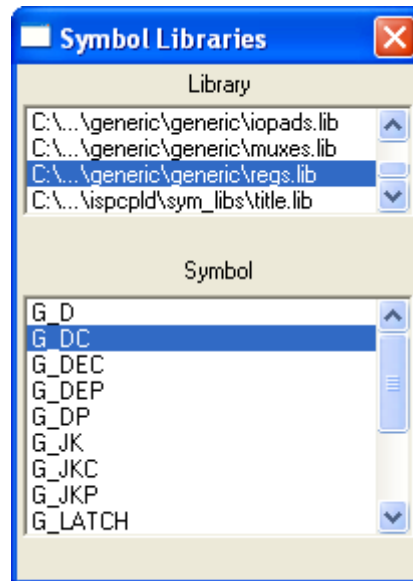 Symbol Libraries
Library
C:\...\generic\generic\iopads.lib
C:\...\generic\generic\muxes.lib
C:\...\generic\generic\regs.lib
C:\...\ispcpld\sym_libs\title.lib
Symbol
G_D
G_DC
G_DEC
G_DEP
G_DP
G_JK
G_JKC
G_JKP
G_LATCH